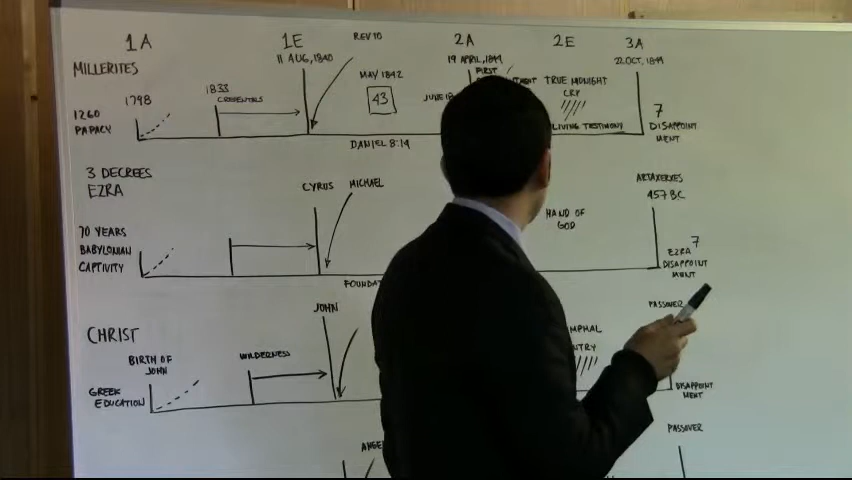 1A 1E 2A 2E 3A
11 AUG, 1840 REV 10 19 APRIL, 1844 22 OCT, 1844
MILLERITES
FIRST
MAY 1842
43
TRUE MIDNIGHT
CRY
1798 1833
CREDENTIALS
1260
PAPACY
LIVING TESTIMONY
7
DISAPPOINT
MENT
DANIEL 8:14
3 DECREES
EZRA
CYRUS MICHAEL
ARTAXERXES
457 BC
HAND OF
GOD
70 YEARS
BABYLONIAN
CAPTIVITY
7
EZRA
DISAPPOINT
MENT
JOHN
PASSOVER
CHRIST
BIRTH OF
JOHN
WILDERNESS
GREEK
EDUCATION
DISAPPOINT
MENT
PASSOVER